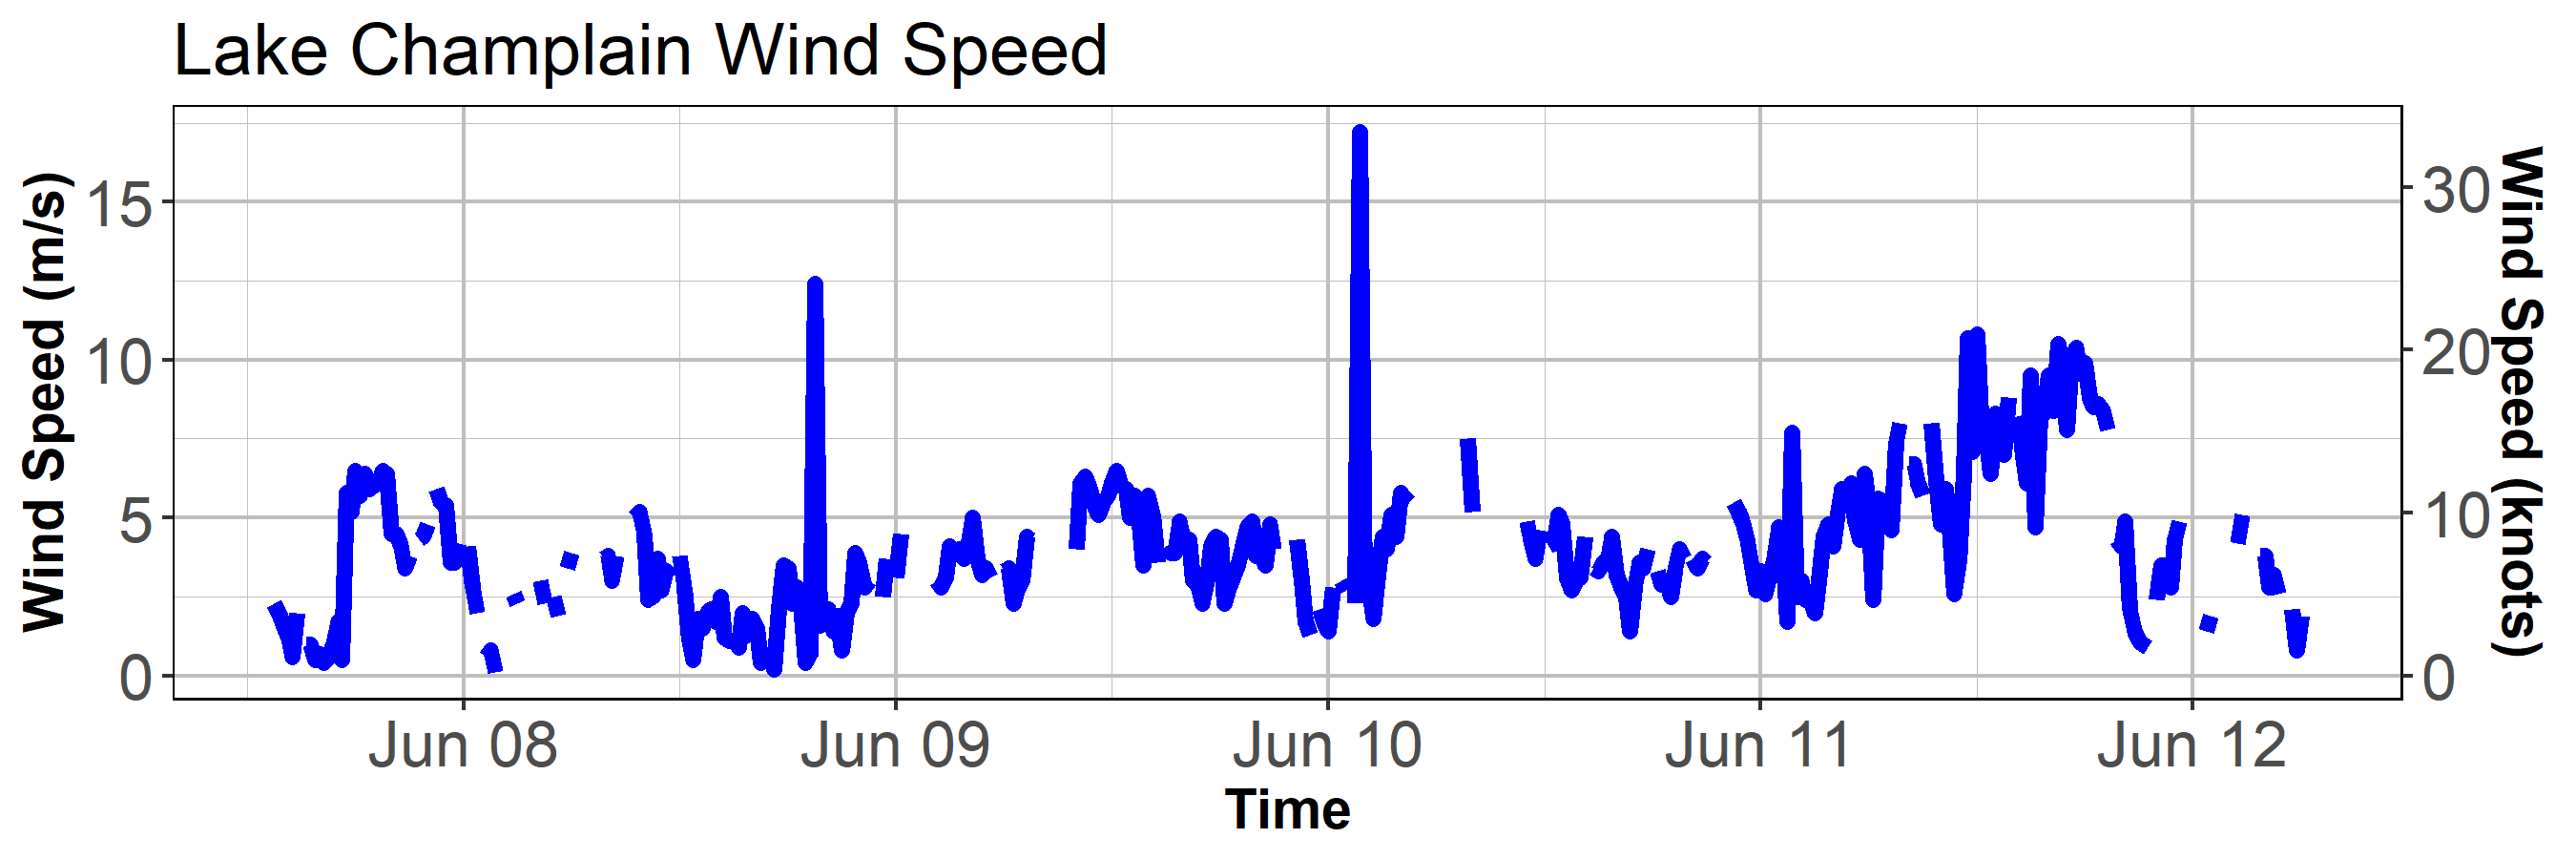 Lake Champlain Wind Speed
Wind Speed (m/s)
15
10
5
0
30
20
10
0
Wind Speed (knots)
Jun 08 Jun 09 Jun 10 Jun 11 Jun 12
Time